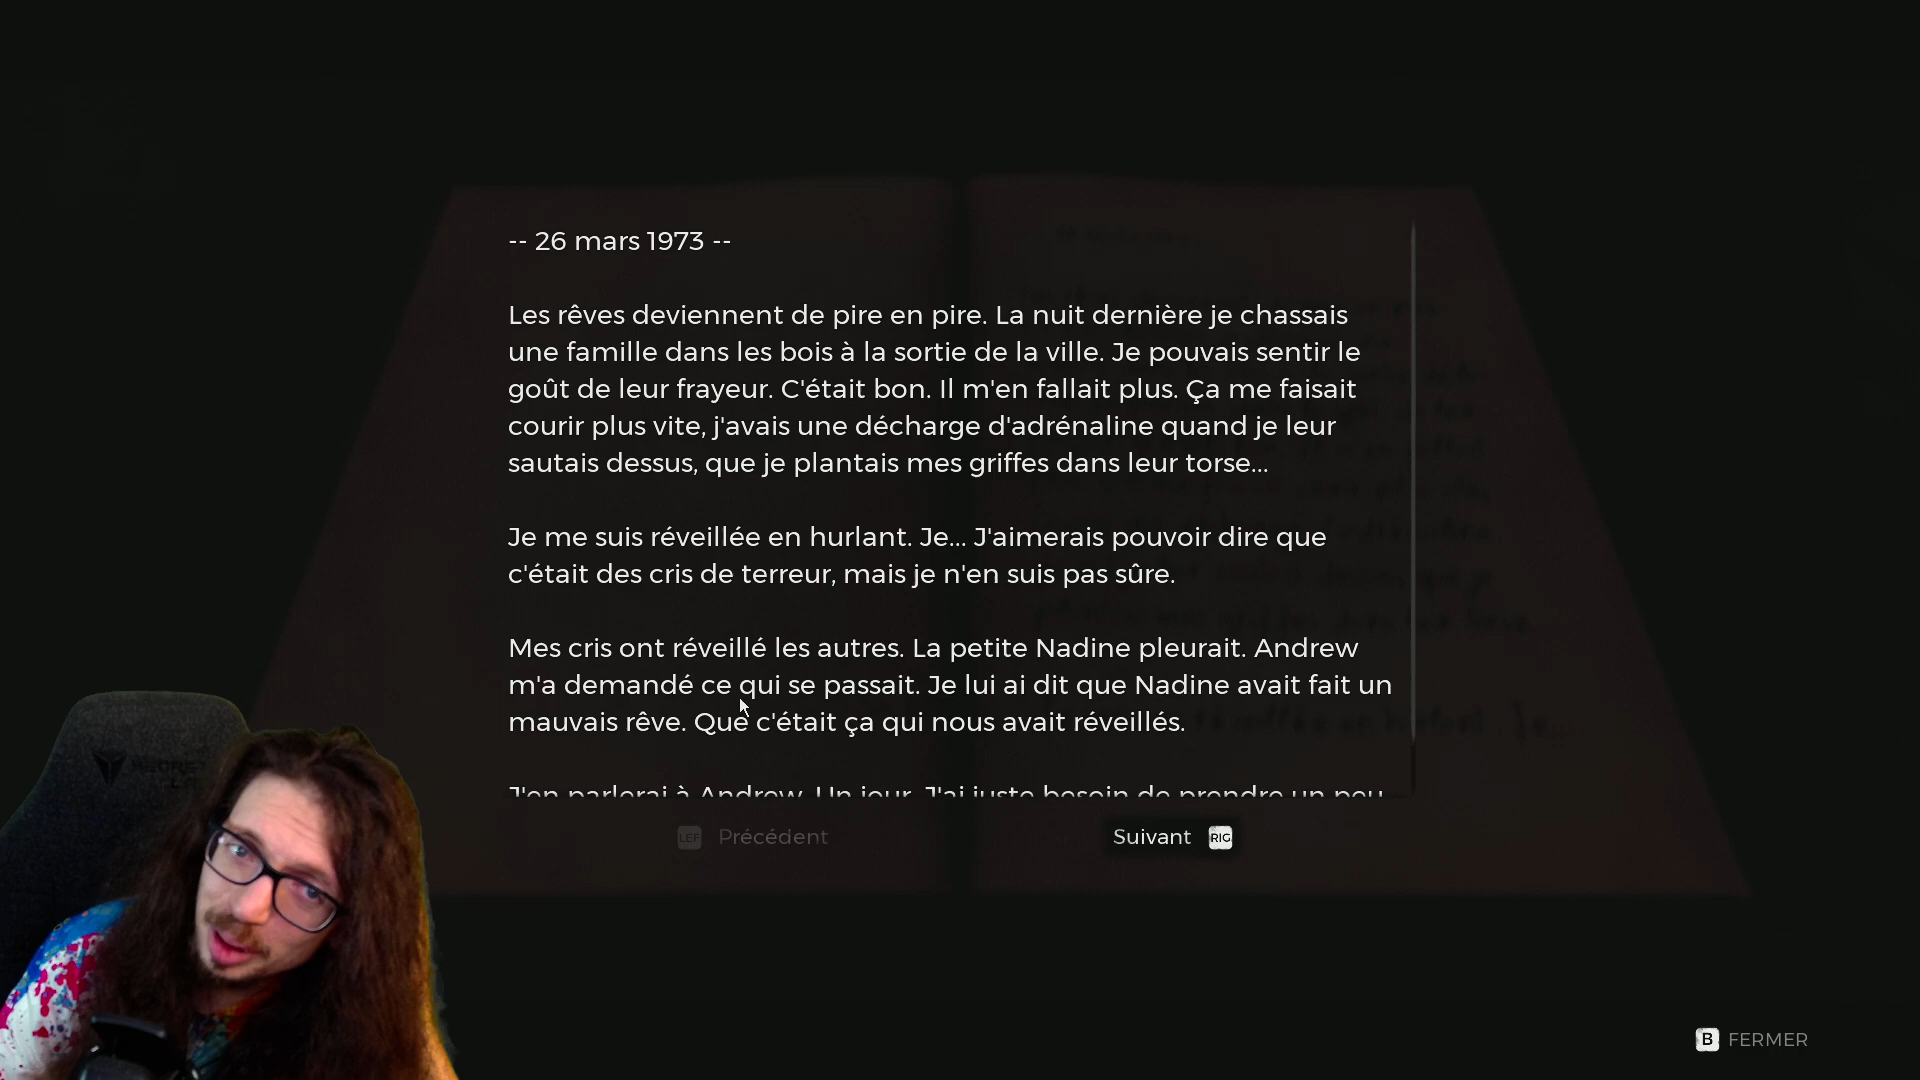 -- 26 mars 1973 --
Les rêves deviennent de pire en pire. La nuit dernière je chassais
une famille dans les bois à la sortie de la ville. Je pouvais sentir le
goût de leur frayeur. C'était bon. Il m'en fallait plus. Ça me faisait
courir plus vite, j'avais une décharge d'adrénaline quand je leur
sautais dessus, que je plantais mes griffes dans leur torse...
Je me suis réveillée en hurlant. Je... J'aimerais pouvoir dire que
c'était des cris de terreur, mais je n'en suis pas sûre.
Mes cris ont réveillé les autres. La petite Nadine pleurait. Andrew
m'a demandé ce qui se passait. Je lui ai dit que Nadine avait fait un
mauvais rêve. Que c'était ça qui nous avait réveillés.
J'en parlerai à Andrew. Un jour. J'ai juste besoin de prendre un peu
LEF Précédent
Suivant RIG
B FERMER